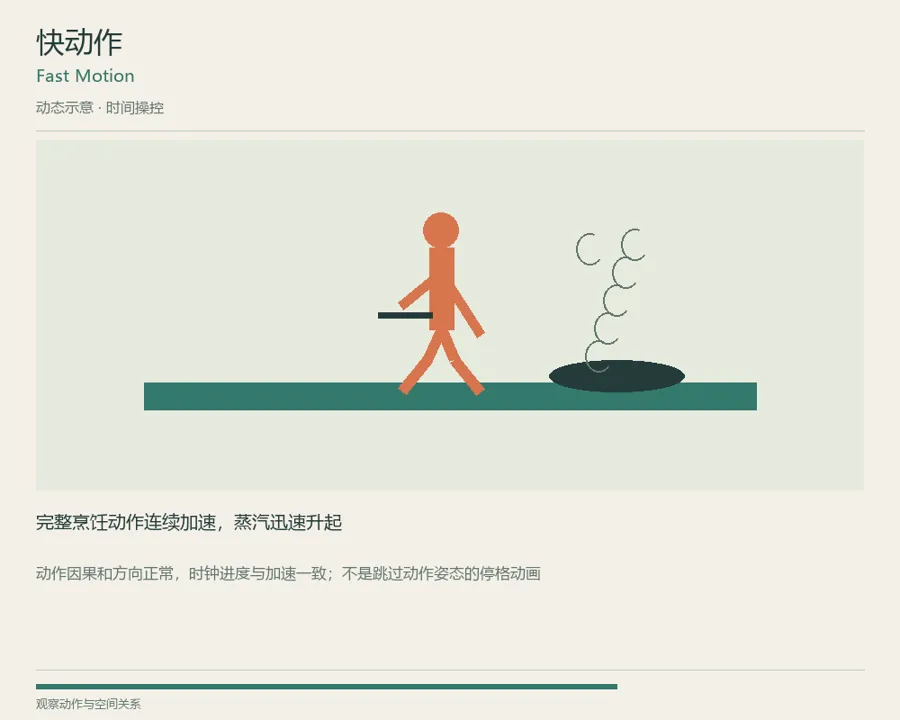 快动作
Fast Motion
动态示意 · 时间操控
完整烹饪动作连续加速，蒸汽迅速升起
动作因果和方向正常，时钟进度与加速一致；不是跳过动作姿态的停格动画
观察动作与空间关系